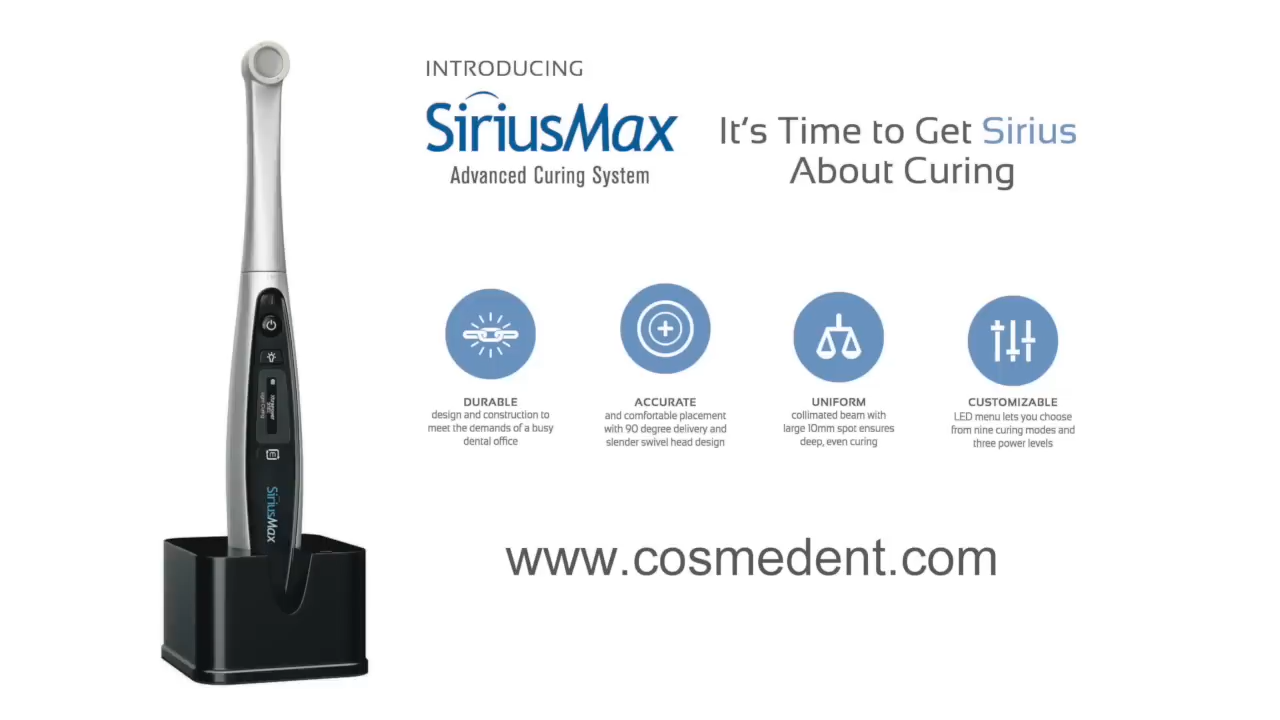 INTRODUCING
SiriusMax
Advanced Curing System
It's Time to Get Sirius
About Curing
DURABLE
design and construction to
meet the demands of a busy
dental office
ACCURATE
and comfortable placement
with 90 degree delivery and
slender swivel head design
UNIFORM
collimated beam with
large 10mm spot ensures
deep, even curing
CUSTOMIZABLE
LED menu lets you choose
from nine curing modes and
three power levels
M
SiriusMax
www.cosmedent.com